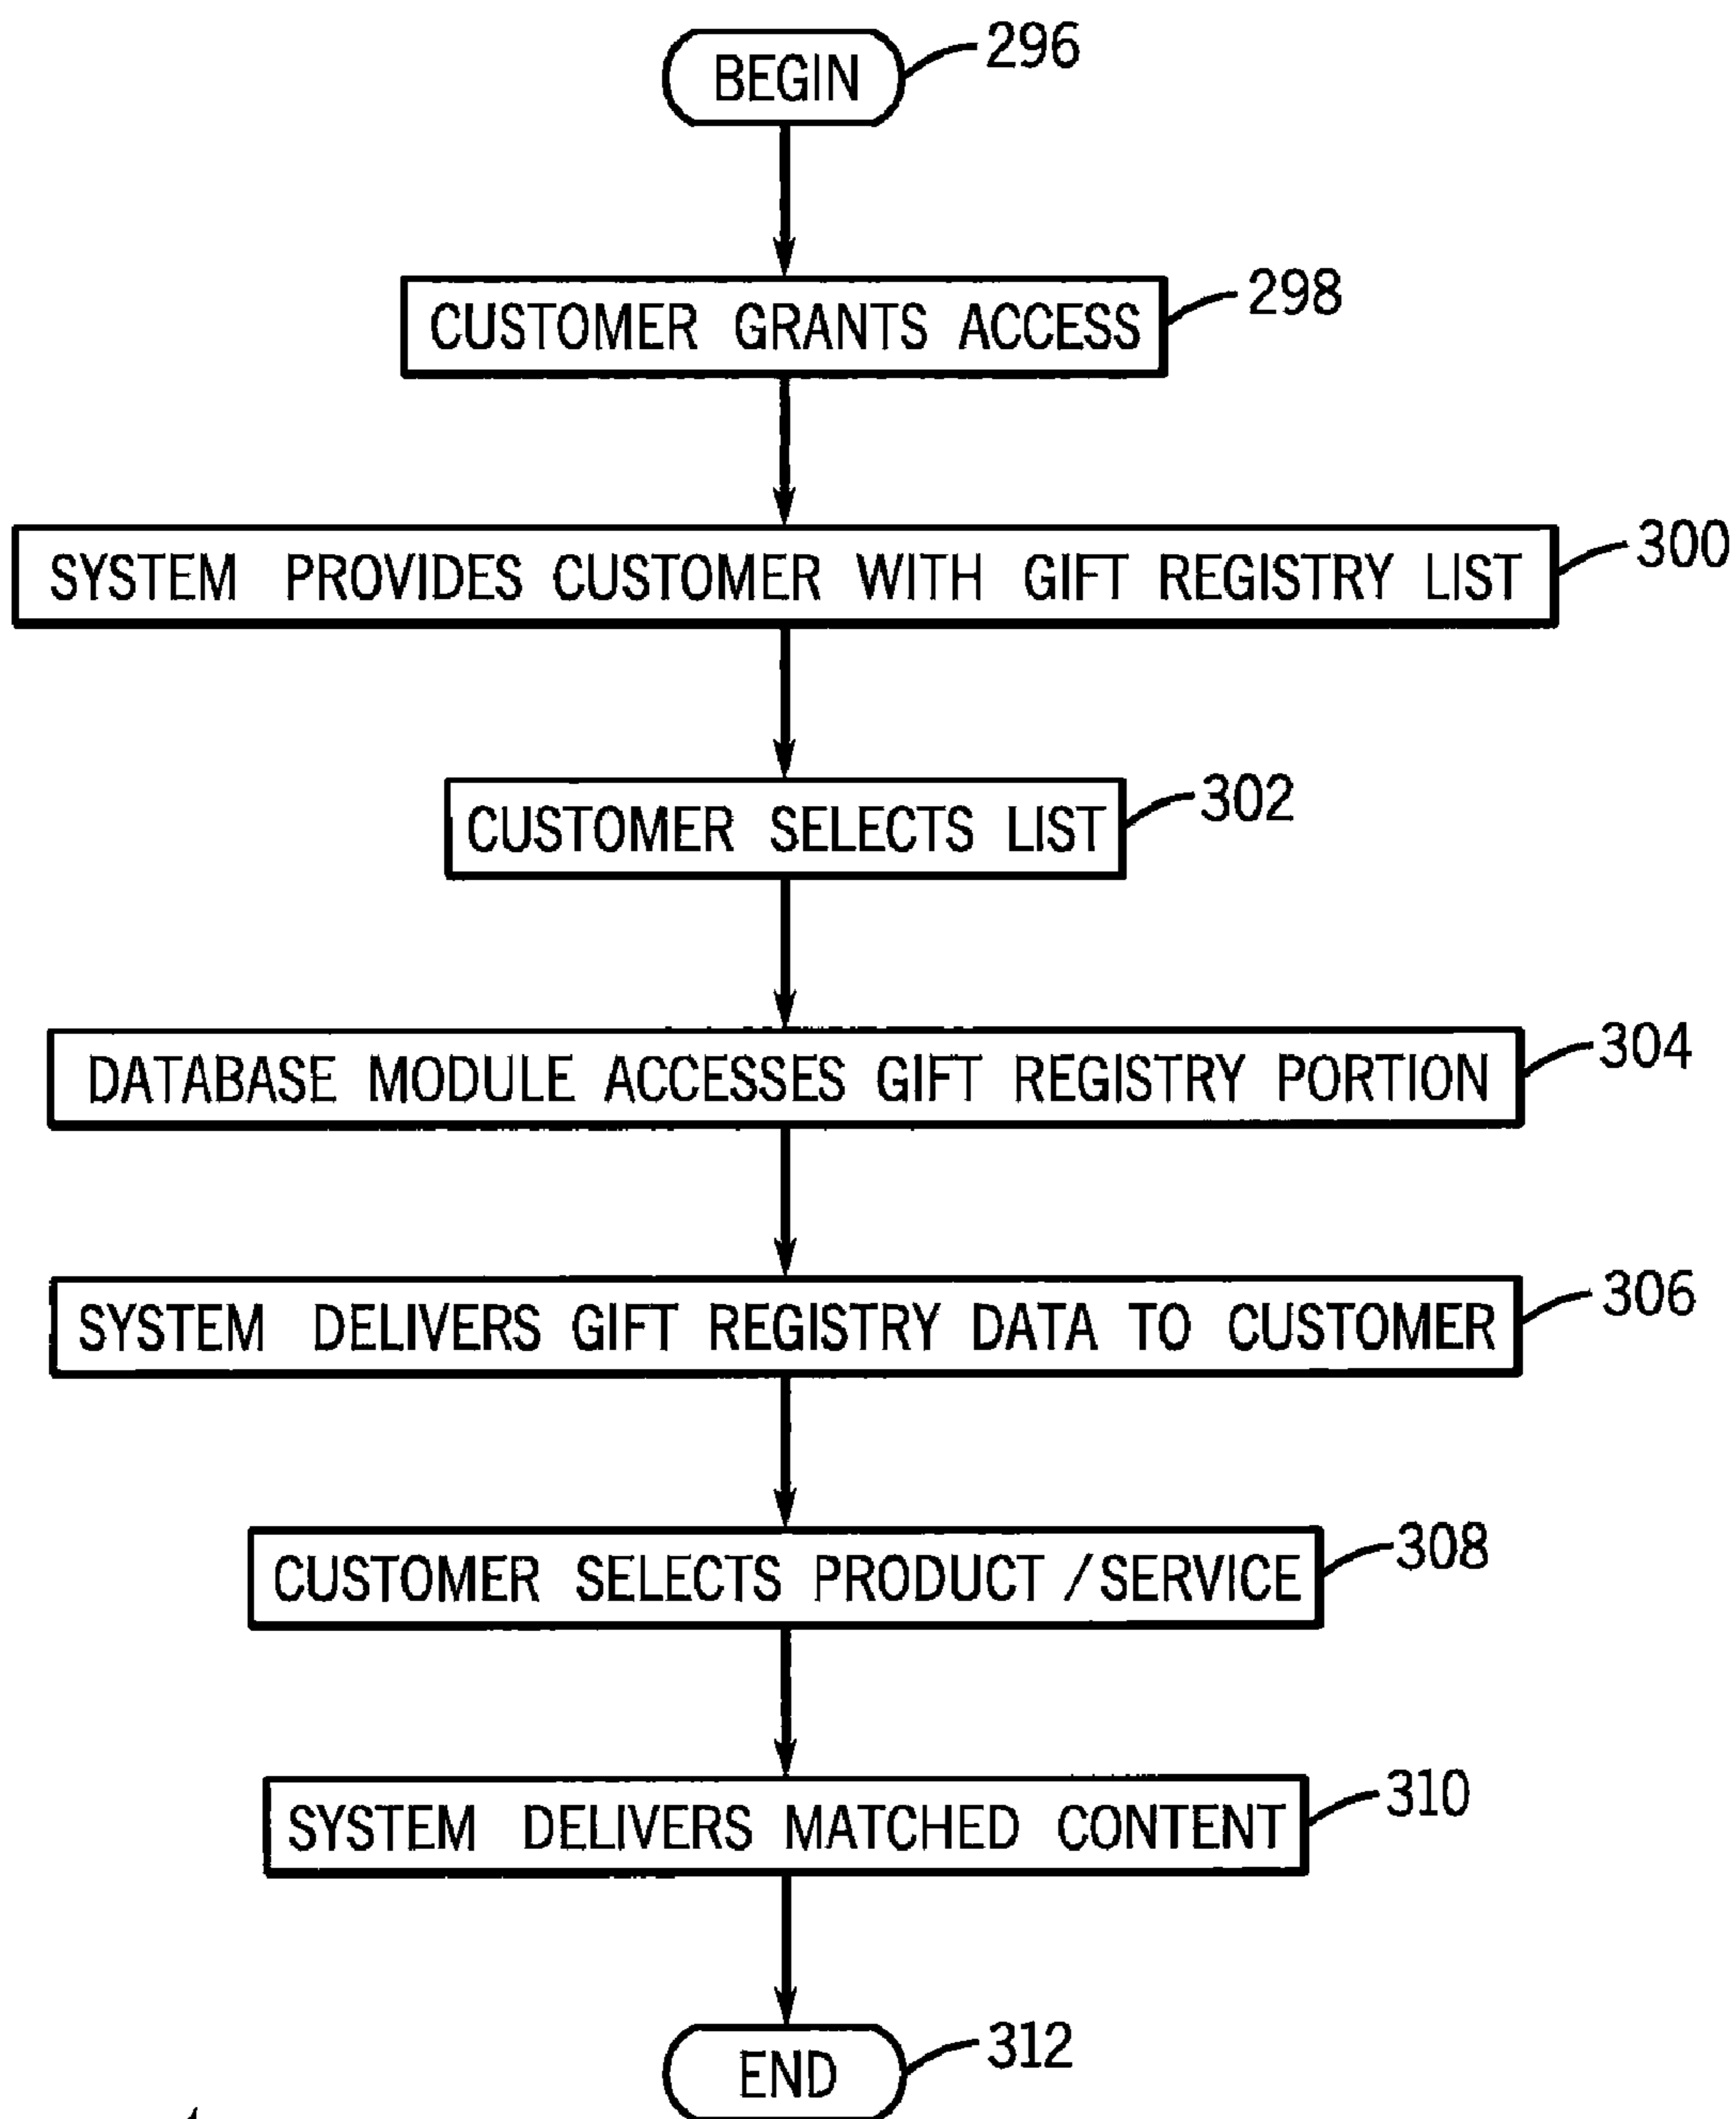 BEGIN
296
CUSTOMER GRANTS ACCESS
298
SYSTEM PROVIDES CUSTOMER WITH GIFT REGISTRY LIST
300
CUSTOMER SELECTS LIST
302
DATABASE MODULE ACCESSES GIFT REGISTRY PORTION
304
SYSTEM DELIVERS GIFT REGISTRY DATA TO CUSTOMER
306
CUSTOMER SELECTS PRODUCT/SERVICE
308
SYSTEM DELIVERS MATCHED CONTENT
310
END
312